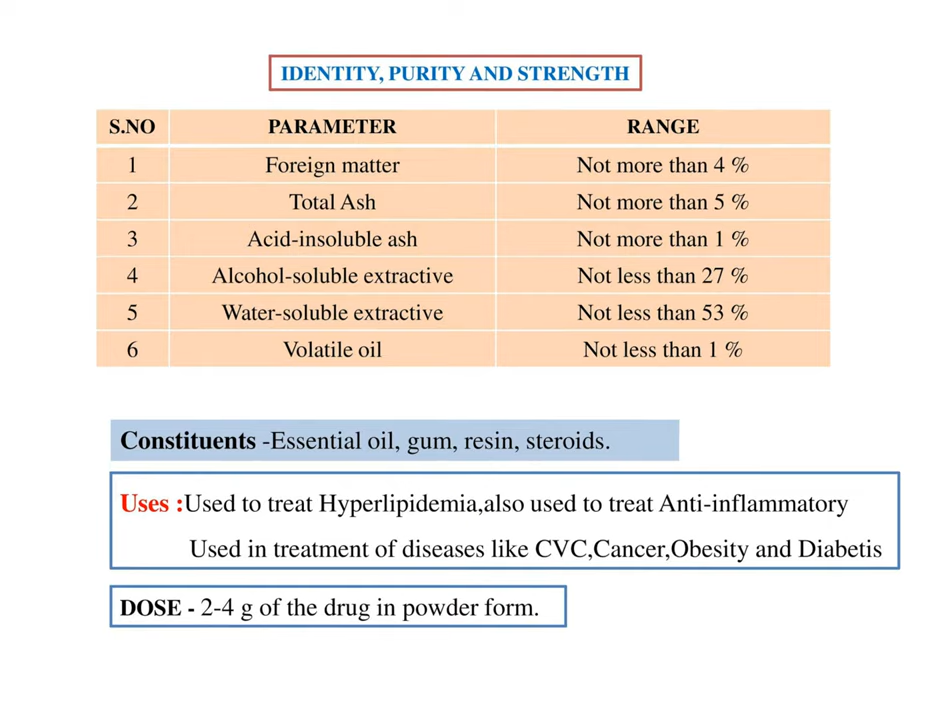 IDENTITY, PURITY AND STRENGTH
S.NO PARAMETER RANGE
1 Foreign matter Not more than 4 %
2 Total Ash Not more than 5 %
3 Acid-insoluble ash Not more than 1 %
4 Alcohol-soluble extractive Not less than 27 %
5 Water-soluble extractive Not less than 53 %
6 Volatile oil Not less than 1 %
Constituents -Essential oil, gum, resin, steroids.
Uses :Used to treat Hyperlipidemia,also used to treat Anti-inflammatory
Used in treatment of diseases like CVC,Cancer,Obesity and Diabetis
DOSE - 2-4 g of the drug in powder form.